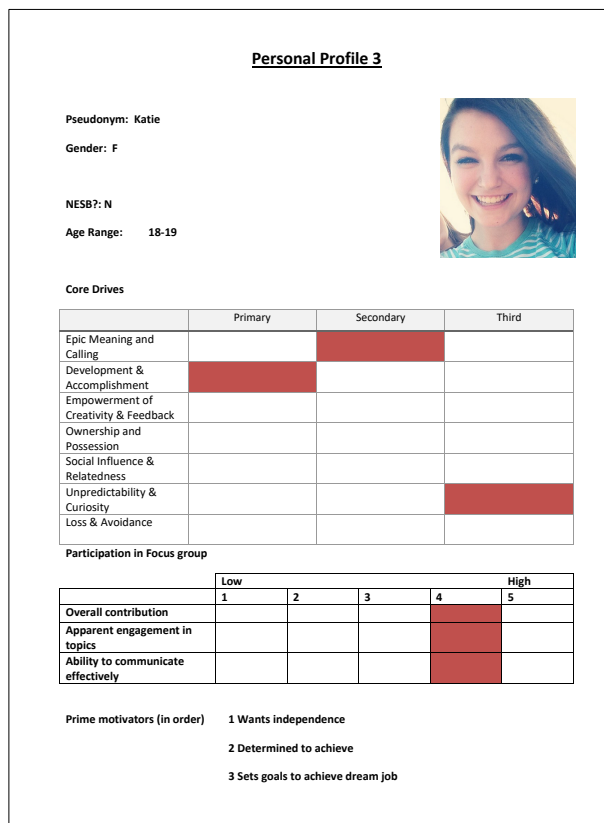 Personal Profile 3
Pseudonym: Katie
Gender: F
NESB?: N
Age Range: 18-19
Core Drives
Primary Secondary Third
Epic Meaning and
Calling
Development &
Accomplishment
Empowerment of
Creativity & Feedback
Ownership and
Possession
Social Influence &
Relatedness
Unpredictability &
Curiosity
Loss & Avoidance
Participation in Focus group
Low High
1 2 3 4 5
Overall contribution
Apparent engagement in
topics
Ability to communicate
effectively
Prime motivators (in order) 1 Wants independence
2 Determined to achieve
3 Sets goals to achieve dream job